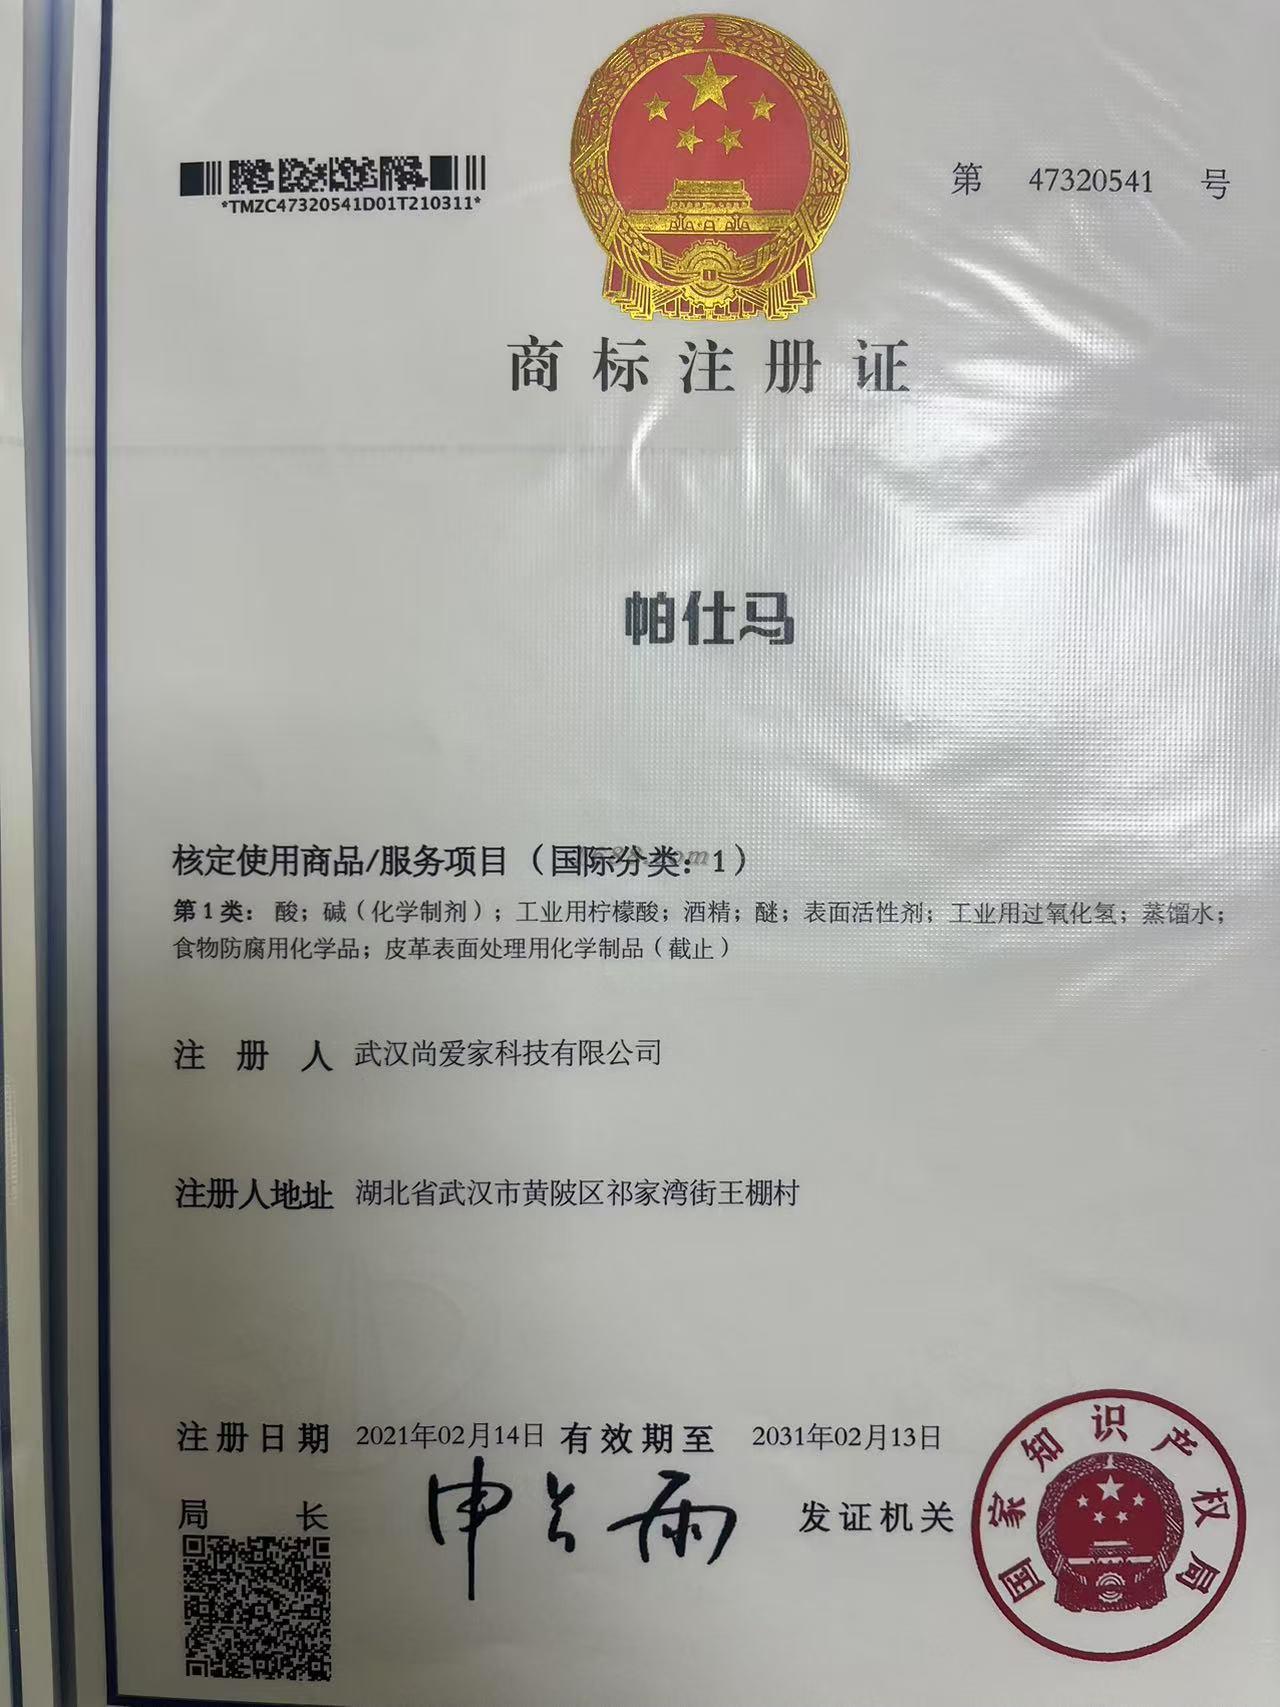 *TMZC47320541D01T210311*
第 47320541 号
商标注册证
帕仕马
核定使用商品/服务项目（国际分类：1）
第1类：酸；碱（化学制剂）；工业用柠檬酸；酒精；醚；表面活性剂；工业用过氧化氢；蒸馏水；
食物防腐用化学品；皮革表面处理用化学制品（截止）
注册人 武汉尚爱家科技有限公司
注册人地址 湖北省武汉市黄陂区祁家湾街王棚村
注册日期 2021年02月14日 有效期至 2031年02月13日
局长 申长雨 发证机关
国家知识产权局